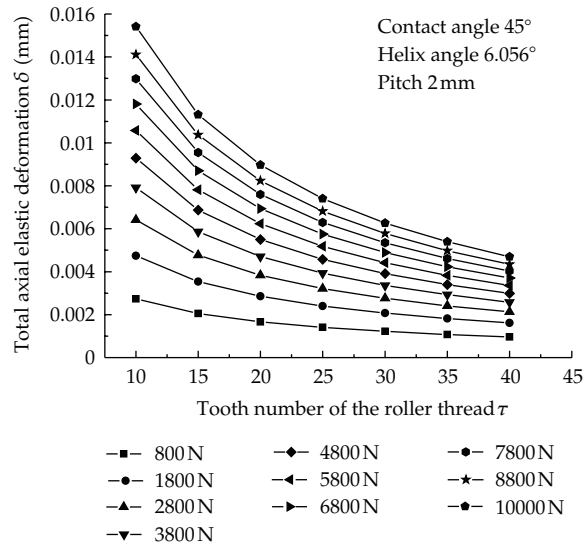 0.016
0.014
0.012
0.01
0.008
0.006
0.004
0.002
0
Total axial elastic deformation δ (mm)
Contact angle 45°
Helix angle 6.056°
Pitch 2 mm
10 15 20 25 30 35 40 45
Tooth number of the roller thread τ
800 N
1800 N
2800 N
3800 N
4800 N
5800 N
6800 N
7800 N
8800 N
10000 N